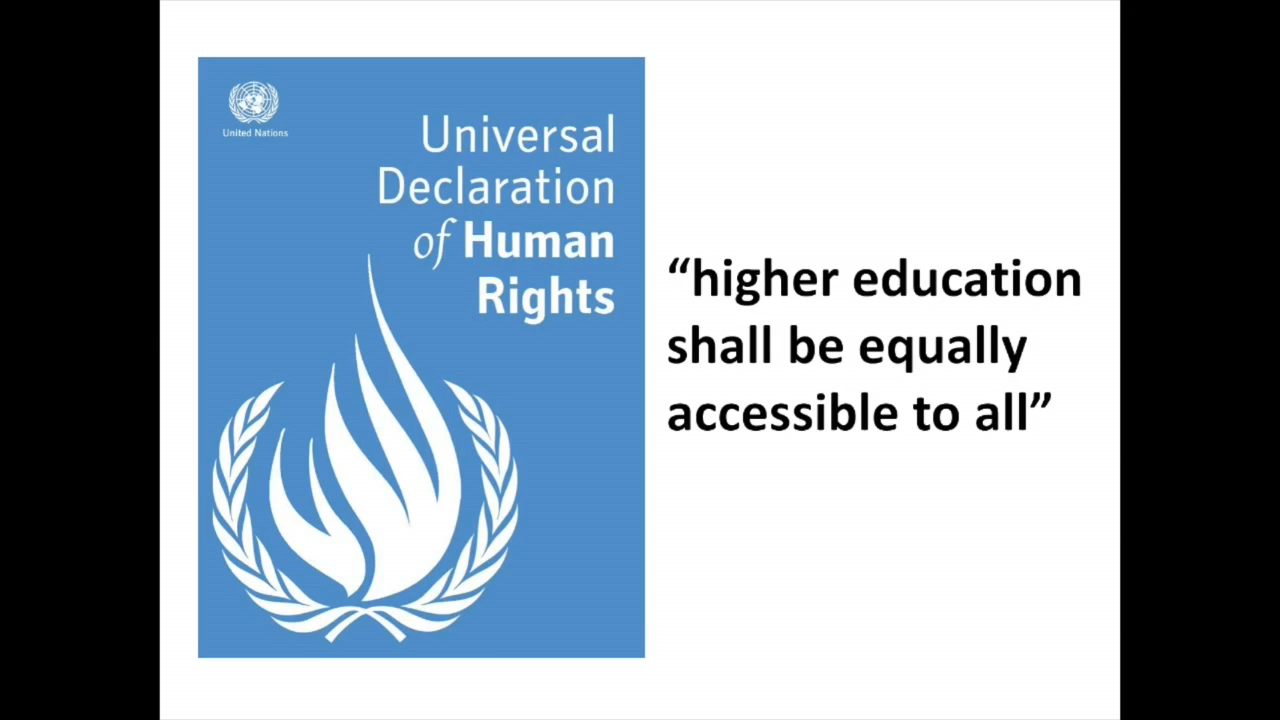 United Nations
Universal
Declaration
of Human
Rights
“higher education
shall be equally
accessible to all”